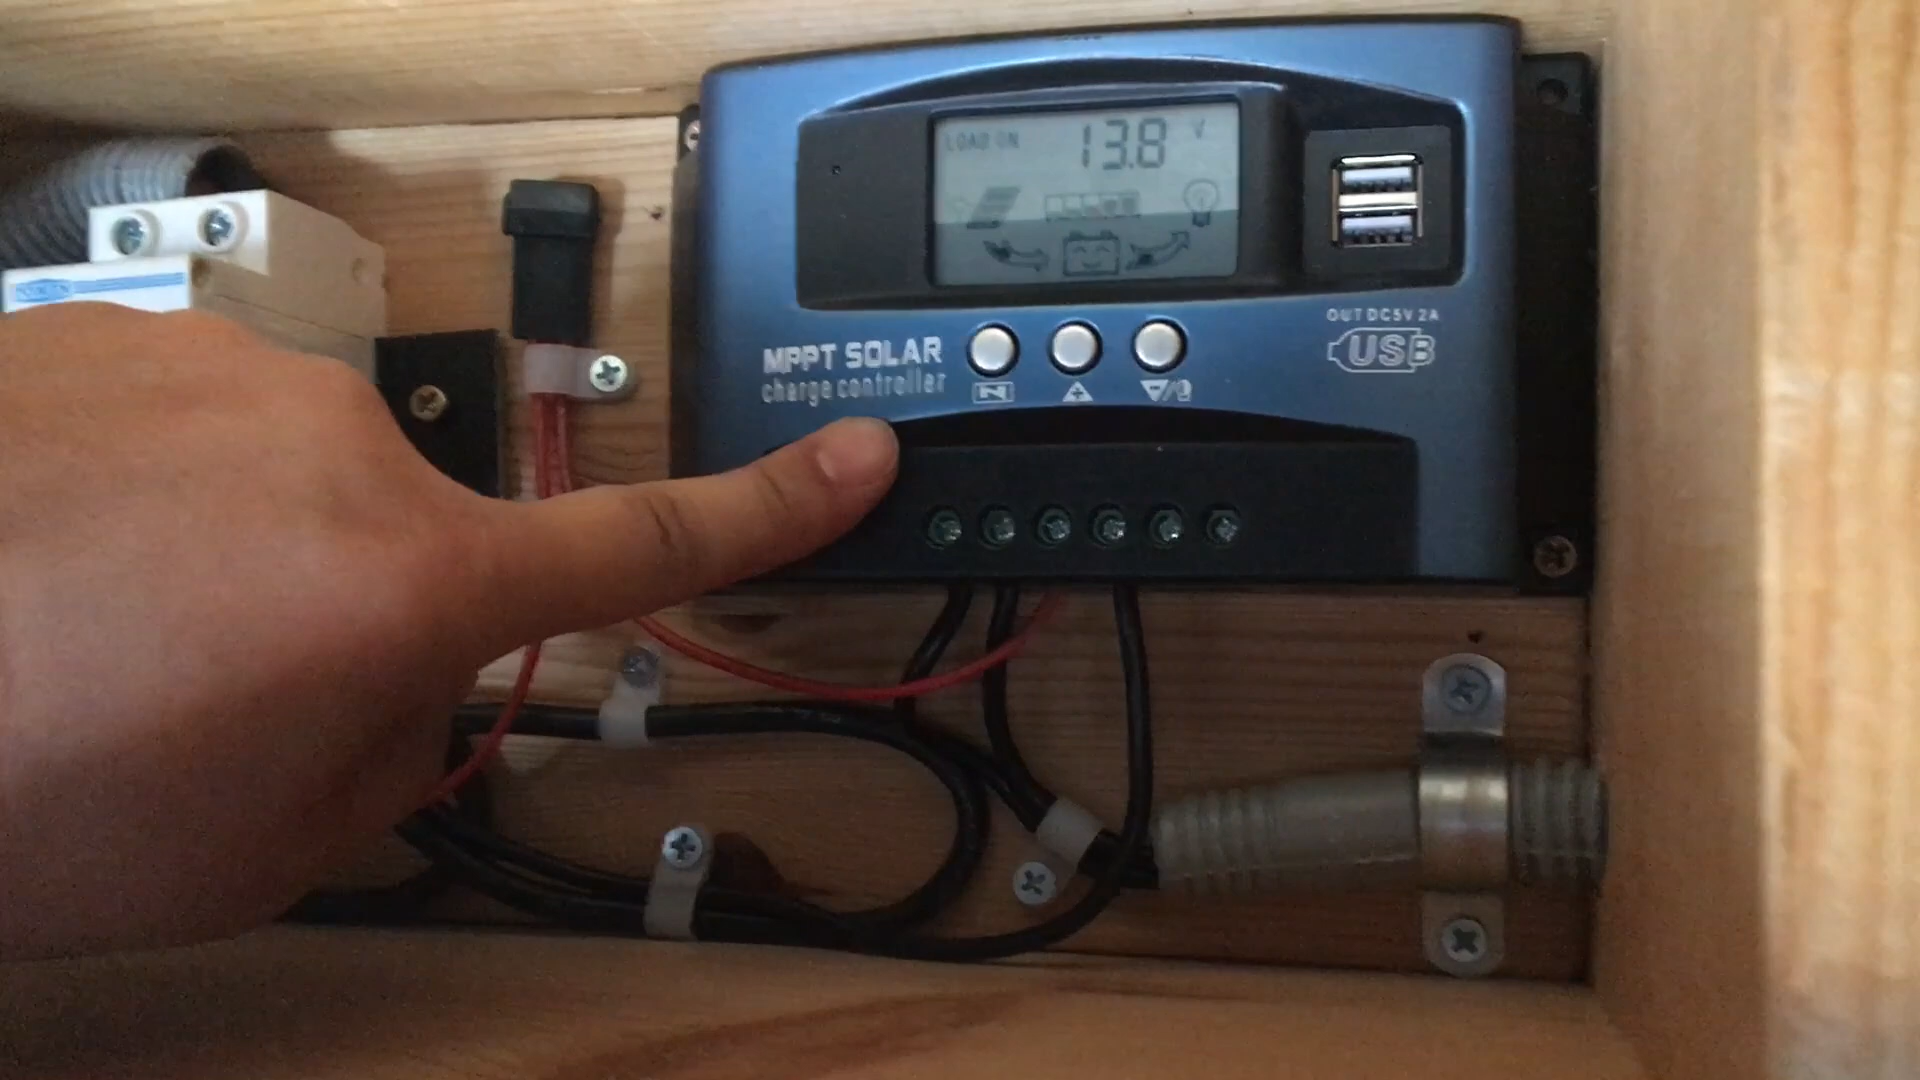 LOAD ON 13.8 V
MPPT SOLAR
charge controller
OUT DC5V 2A
USB